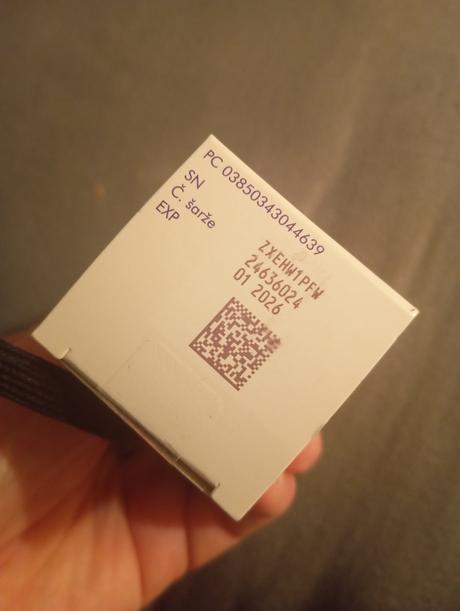 PC 03850343044639
SN ZXEHW1PFW
Č. šarže 24636024
EXP 01 2026